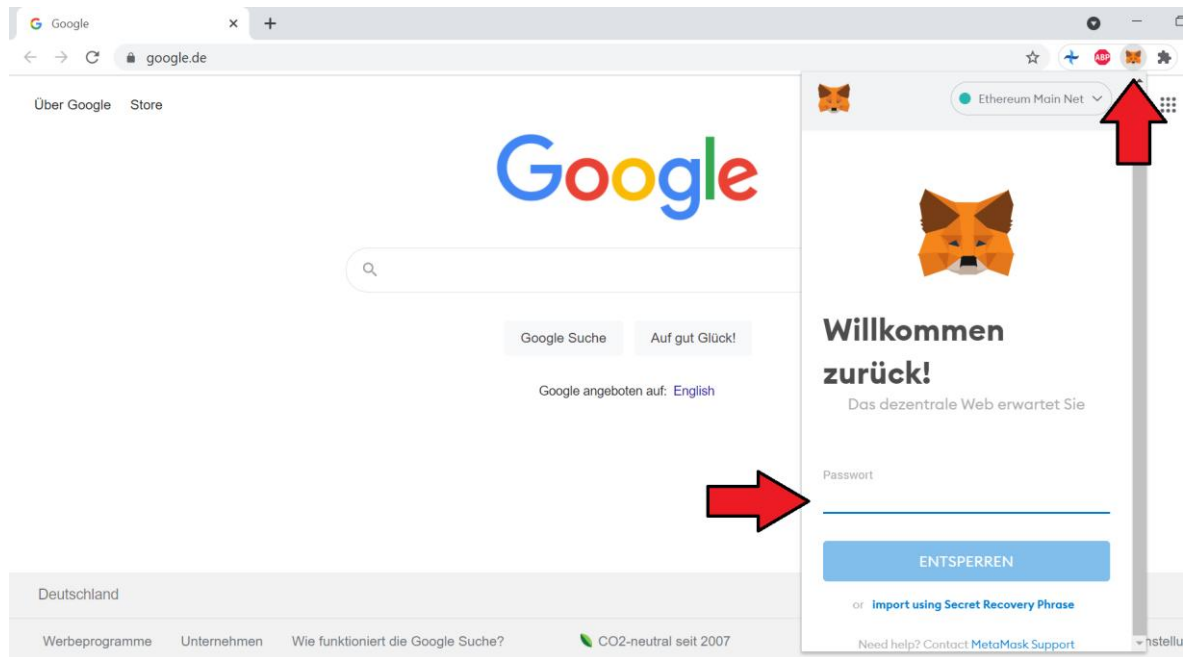 Google
google.de
ABP
Über Google Store
Ethereum Main Net
Google
Willkommen
zurück!
Das dezentrale Web erwartet Sie
Google Suche Auf gut Glück!
Google angeboten auf: English
Passwort
ENTSPERREN
or import using Secret Recovery Phrase
Need help? Contact MetaMask Support
Deutschland
Werbeprogramme Unternehmen Wie funktioniert die Google Suche? CO2-neutral seit 2007